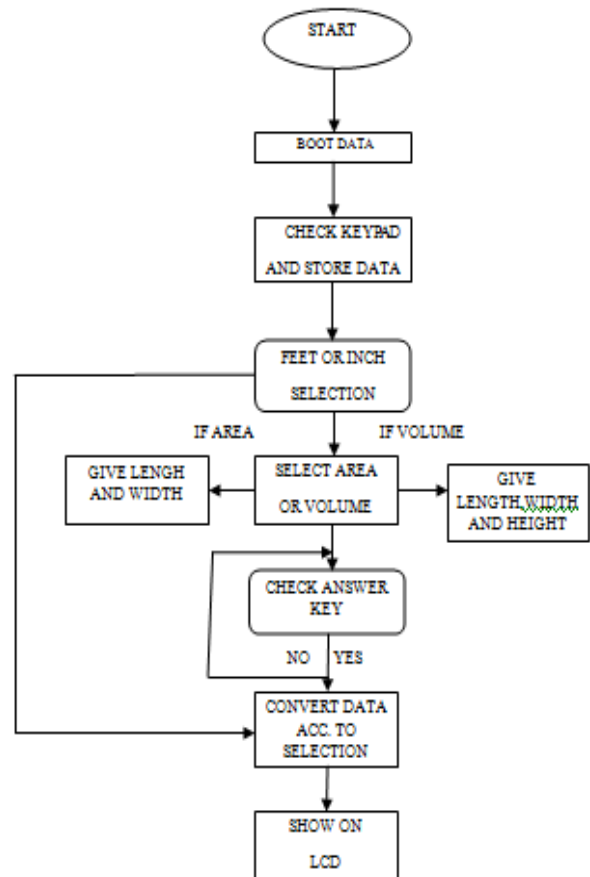 START
BOOT DATA
CHECK KEYPAD
AND STORE DATA
FEET OR INCH
SELECTION
IF AREA
IF VOLUME
GIVE LENGH
AND WIDTH
SELECT AREA
OR VOLUME
GIVE
LENGTH,WIDTH
AND HEIGHT
CHECK ANSWER
KEY
NO
YES
CONVERT DATA
ACC. TO
SELECTION
SHOW ON
LCD